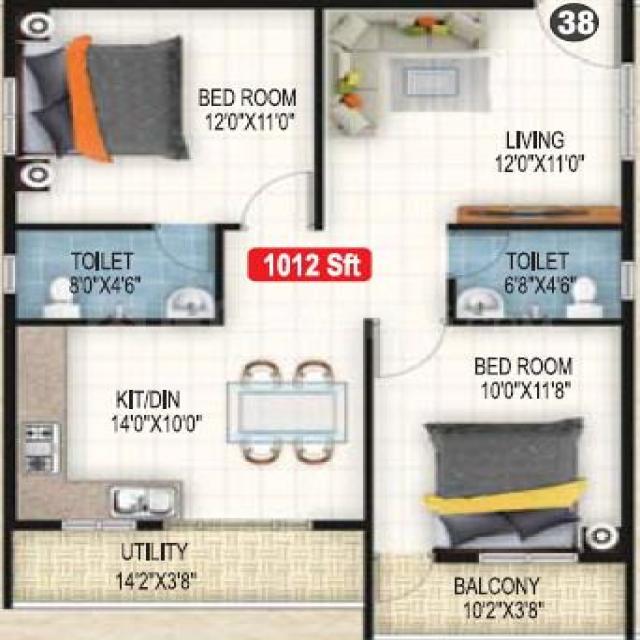 38
BED ROOM
12'0"X11'0"
LIVING
12'0"X11'0"
TOILET
8'0"X4'6"
1012 Sft
TOILET
6'8"X4'6"
BED ROOM
10'0"X11'8"
KIT/DIN
14'0"X10'0"
UTILITY
14'2"X3'8"
BALCONY
10'2"X3'8"